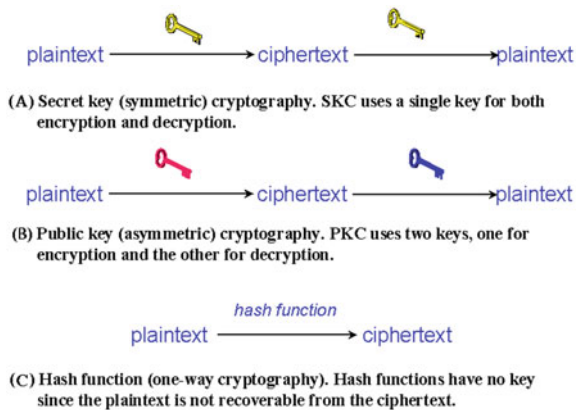 plaintext ciphertext plaintext
(A) Secret key (symmetric) cryptography. SKC uses a single key for both
encryption and decryption.
plaintext ciphertext plaintext
(B) Public key (asymmetric) cryptography. PKC uses two keys, one for
encryption and the other for decryption.
hash function
plaintext ciphertext
(C) Hash function (one-way cryptography). Hash functions have no key
since the plaintext is not recoverable from the ciphertext.